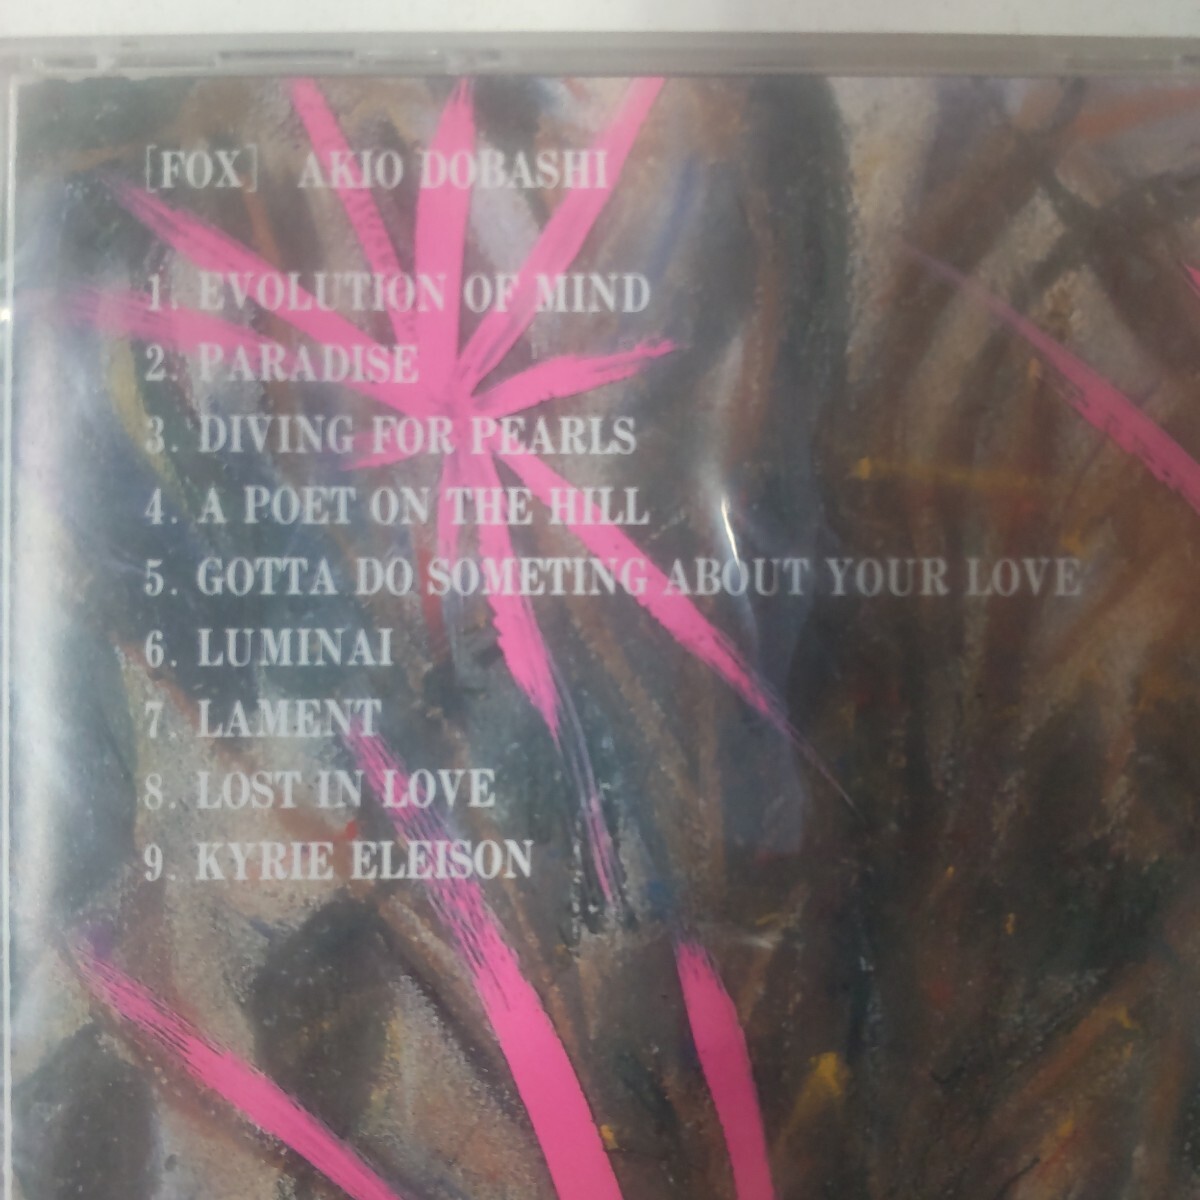 [FOX] AKIO DOBASHI
1. EVOLUTION OF MIND
2. PARADISE
3. DIVING FOR PEARLS
4. A POET ON THE HILL
5. GOTTA DO SOMETING ABOUT YOUR LOVE
6. LUMINAI
7. LAMENT
8. LOST IN LOVE
9. KYRIE ELEISON